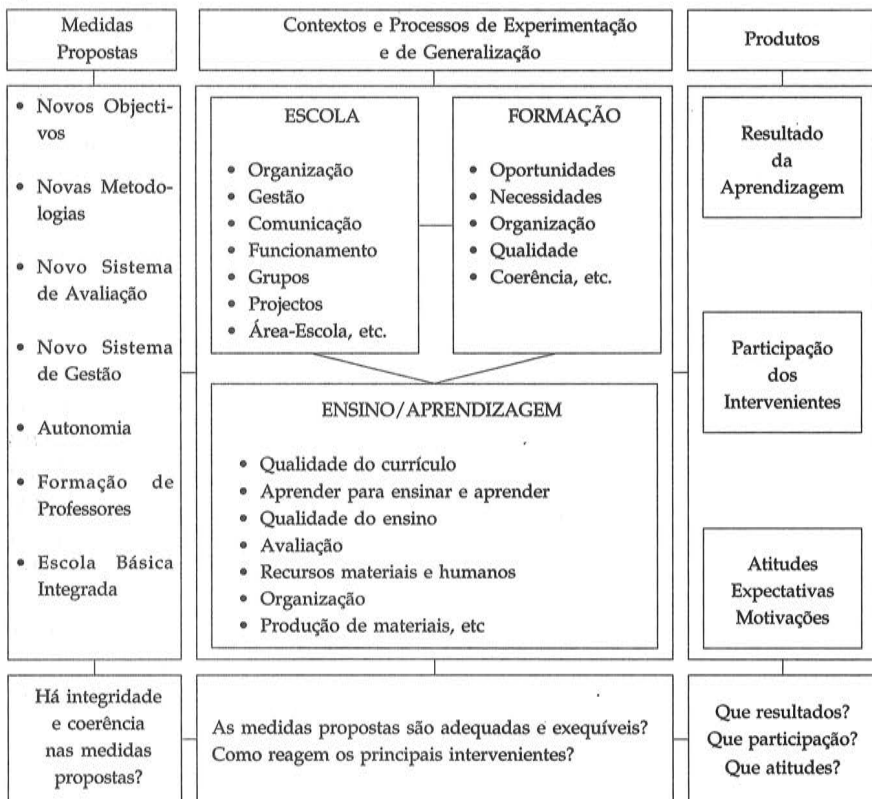 Medidas
Propostas
Contextos e Processos de Experimentação
e de Generalização
Produtos
• Novos Objecti-
vos
• Novas Metodo-
logias
• Novo Sistema
de Avaliação
• Novo Sistema
de Gestão
• Autonomia
• Formação de
Professores
• Escola Básica
Integrada
ESCOLA
• Organização
• Gestão
• Comunicação
• Funcionamento
• Grupos
• Projectos
• Área-Escola, etc.
FORMAÇÃO
• Oportunidades
• Necessidades
• Organização
• Qualidade
• Coerência, etc.
ENSINO/APRENDIZAGEM
• Qualidade do currículo
• Aprender para ensinar e aprender
• Qualidade do ensino
• Avaliação
• Recursos materiais e humanos
• Organização
• Produção de materiais, etc
Resultado
da
Aprendizagem
Participação
dos
Intervenientes
Atitudes
Expectativas
Motivações
Há integridade
e coerência
nas medidas
propostas?
As medidas propostas são adequadas e exequíveis?
Como reagem os principais intervenientes?
Que resultados?
Que participação?
Que atitudes?